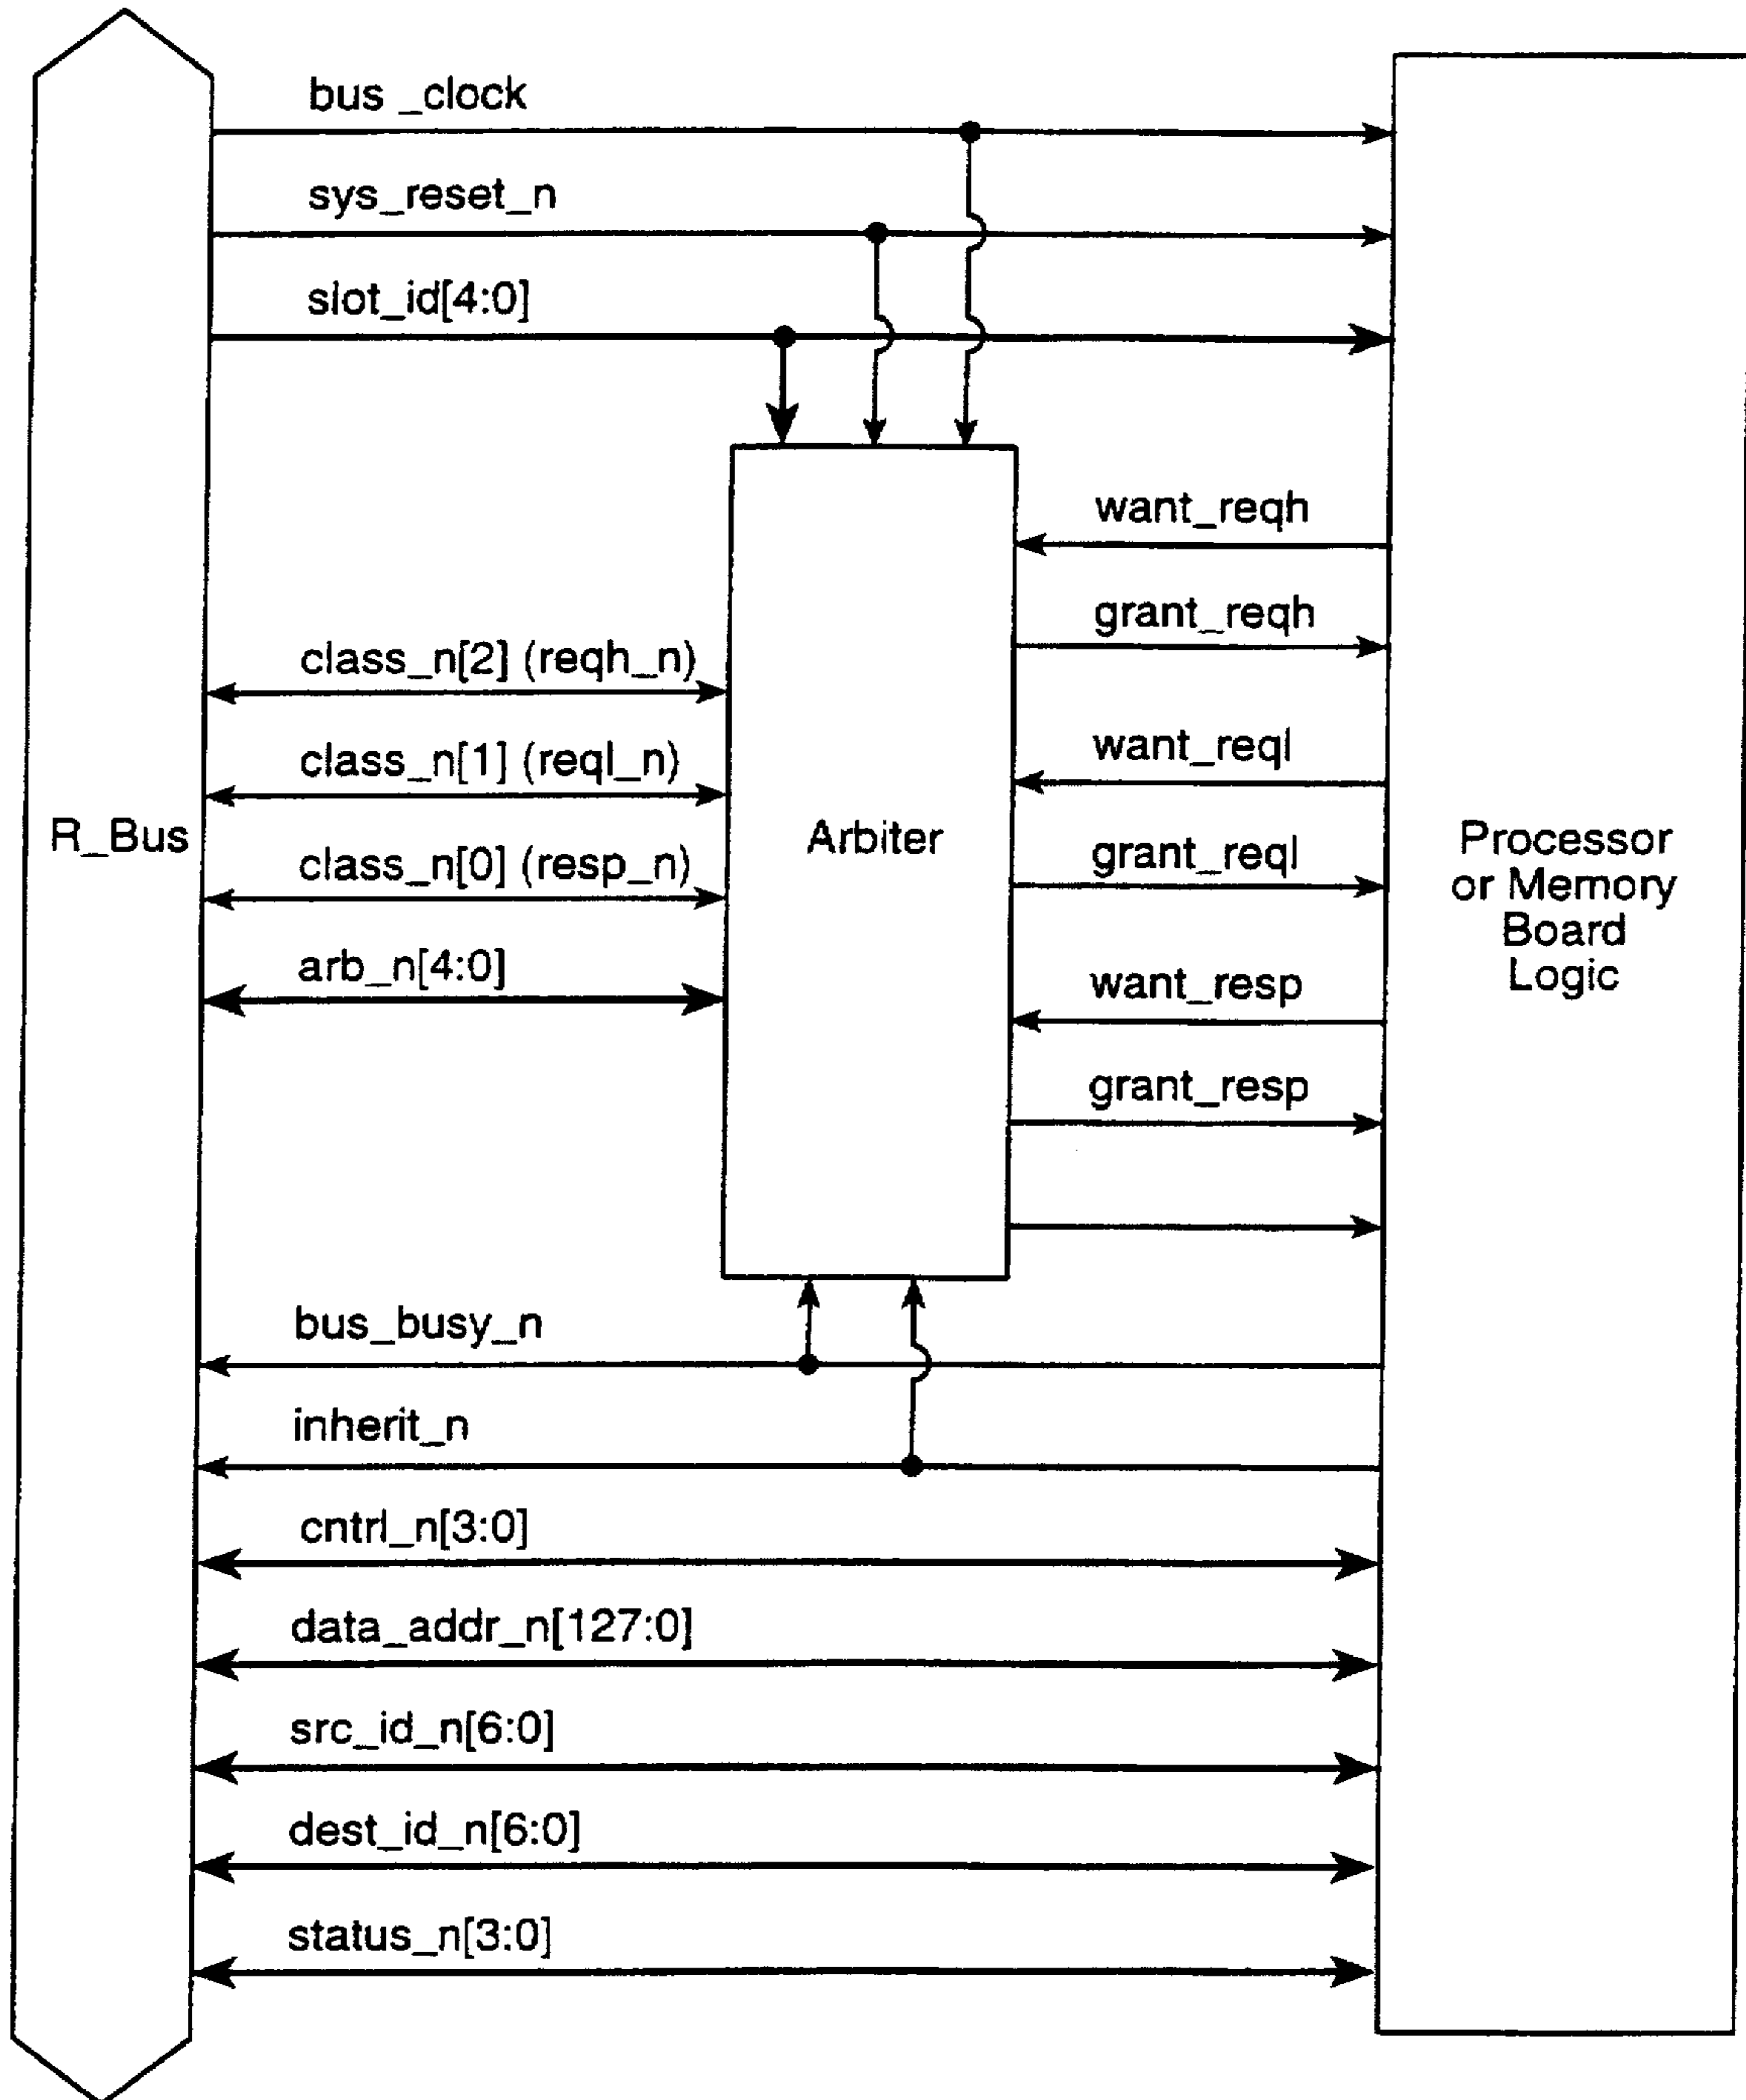 bus _clock
sys_reset_n
slot_id[4:0]
want_reqh
grant_reqh
class_n[2] (reqh_n)
want_reql
class_n[1] (reql_n)
R_Bus
Arbiter
Processor
or Memory
Board
Logic
grant_reql
class_n[0] (resp_n)
arb_n[4:0]
want_resp
grant_resp
bus_busy_n
inherit_n
cntrl_n[3:0]
data_addr_n[127:0]
src_id_n[6:0]
dest_id_n[6:0]
status_n[3:0]